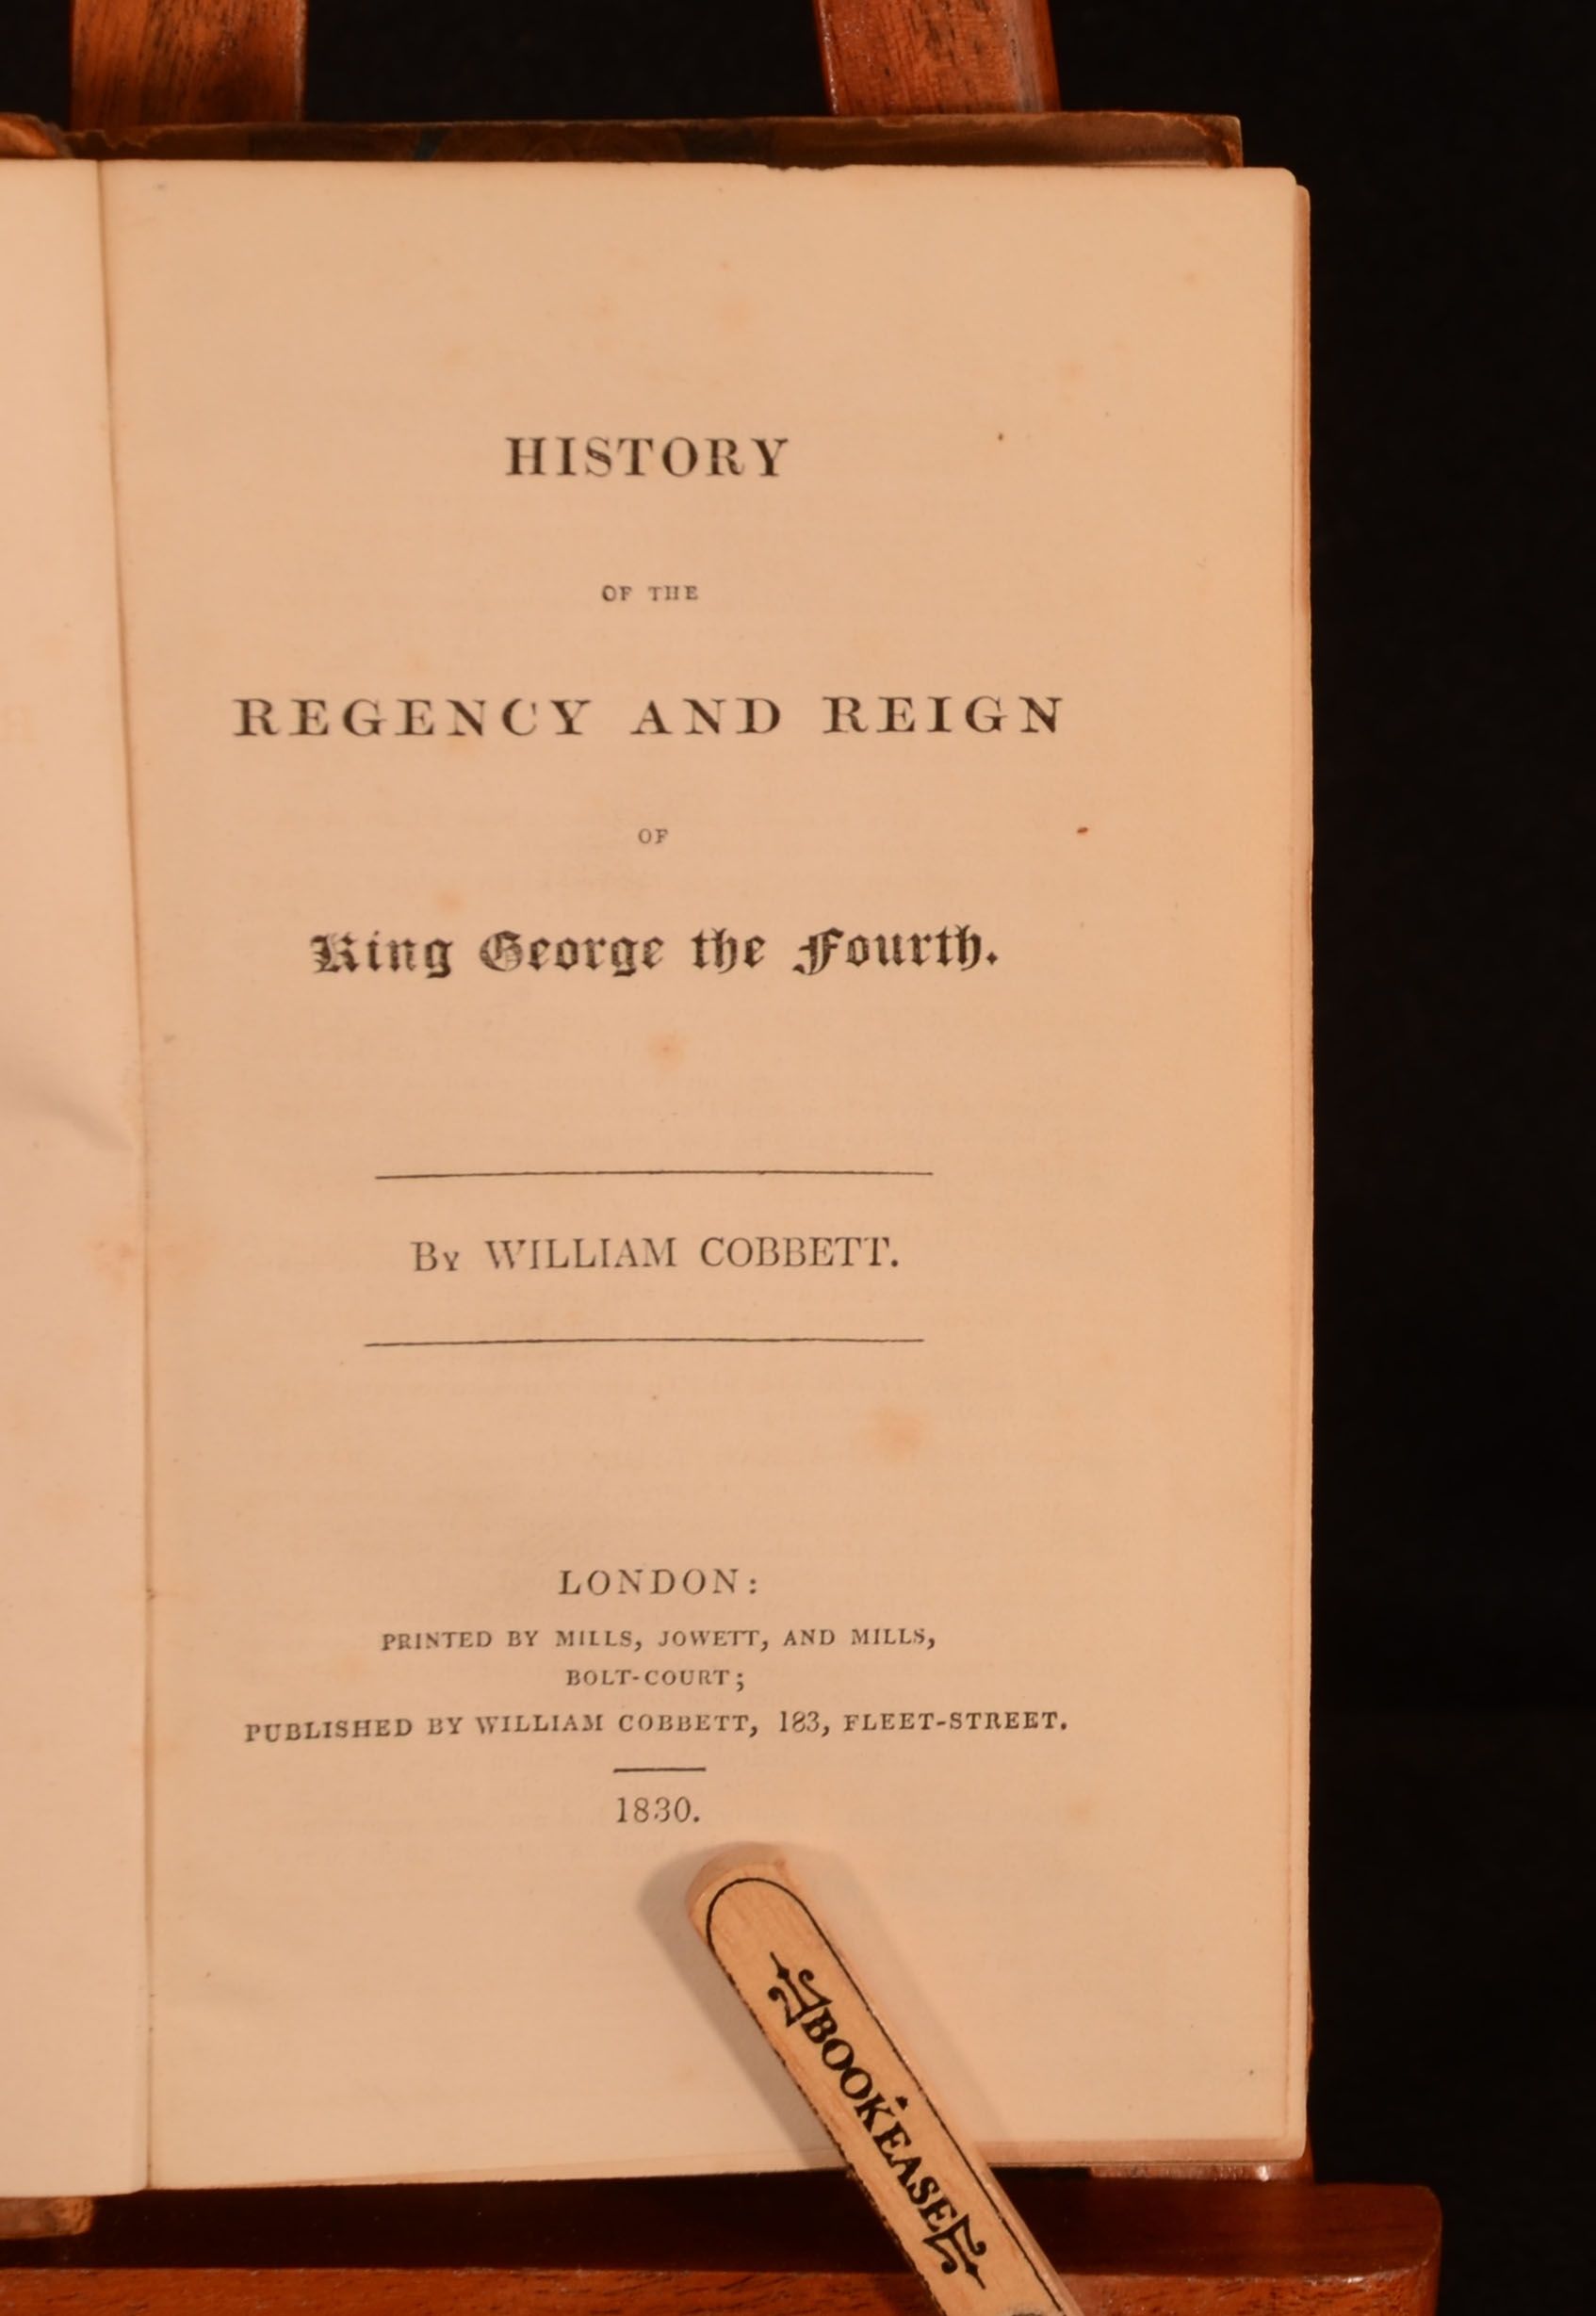 HISTORY
OF THE
REGENCY AND REIGN
OF
King George the Fourth.
By WILLIAM COBBETT.
LONDON:
PRINTED BY MILLS, JOWETT, AND MILLS,
BOLT-COURT;
PUBLISHED BY WILLIAM COBBETT, 183, FLEET-STREET.
1830.
BOOKEASE